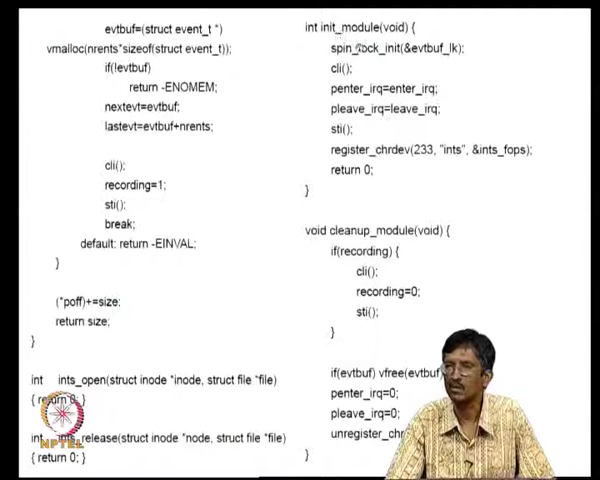 evtbuf=(struct event_t *)
vmalloc(nrents*sizeof(struct event_t));
if(!evtbuf)
return -ENOMEM;
nextevt=evtbuf;
lastevt=evtbuf+nrents;
cli();
recording=1;
sti();
break;
default: return -EINVAL;
}
(*poff)+=size;
return size;
}
int ints_open(struct inode *inode, struct file *file)
{ return 0; }
int ints_release(struct inode *node, struct file *file)
{ return 0; }
NPTEL
int init_module(void) {
spin_lock_init(&evtbuf_lk);
cli();
penter_irq=enter_irq;
pleave_irq=leave_irq;
sti();
register_chrdev(233, "ints", &ints_fops);
return 0;
}
void cleanup_module(void) {
if(recording) {
cli();
recording=0;
sti();
}
if(evtbuf) vfree(evtbuf)
penter_irq=0;
pleave_irq=0;
}